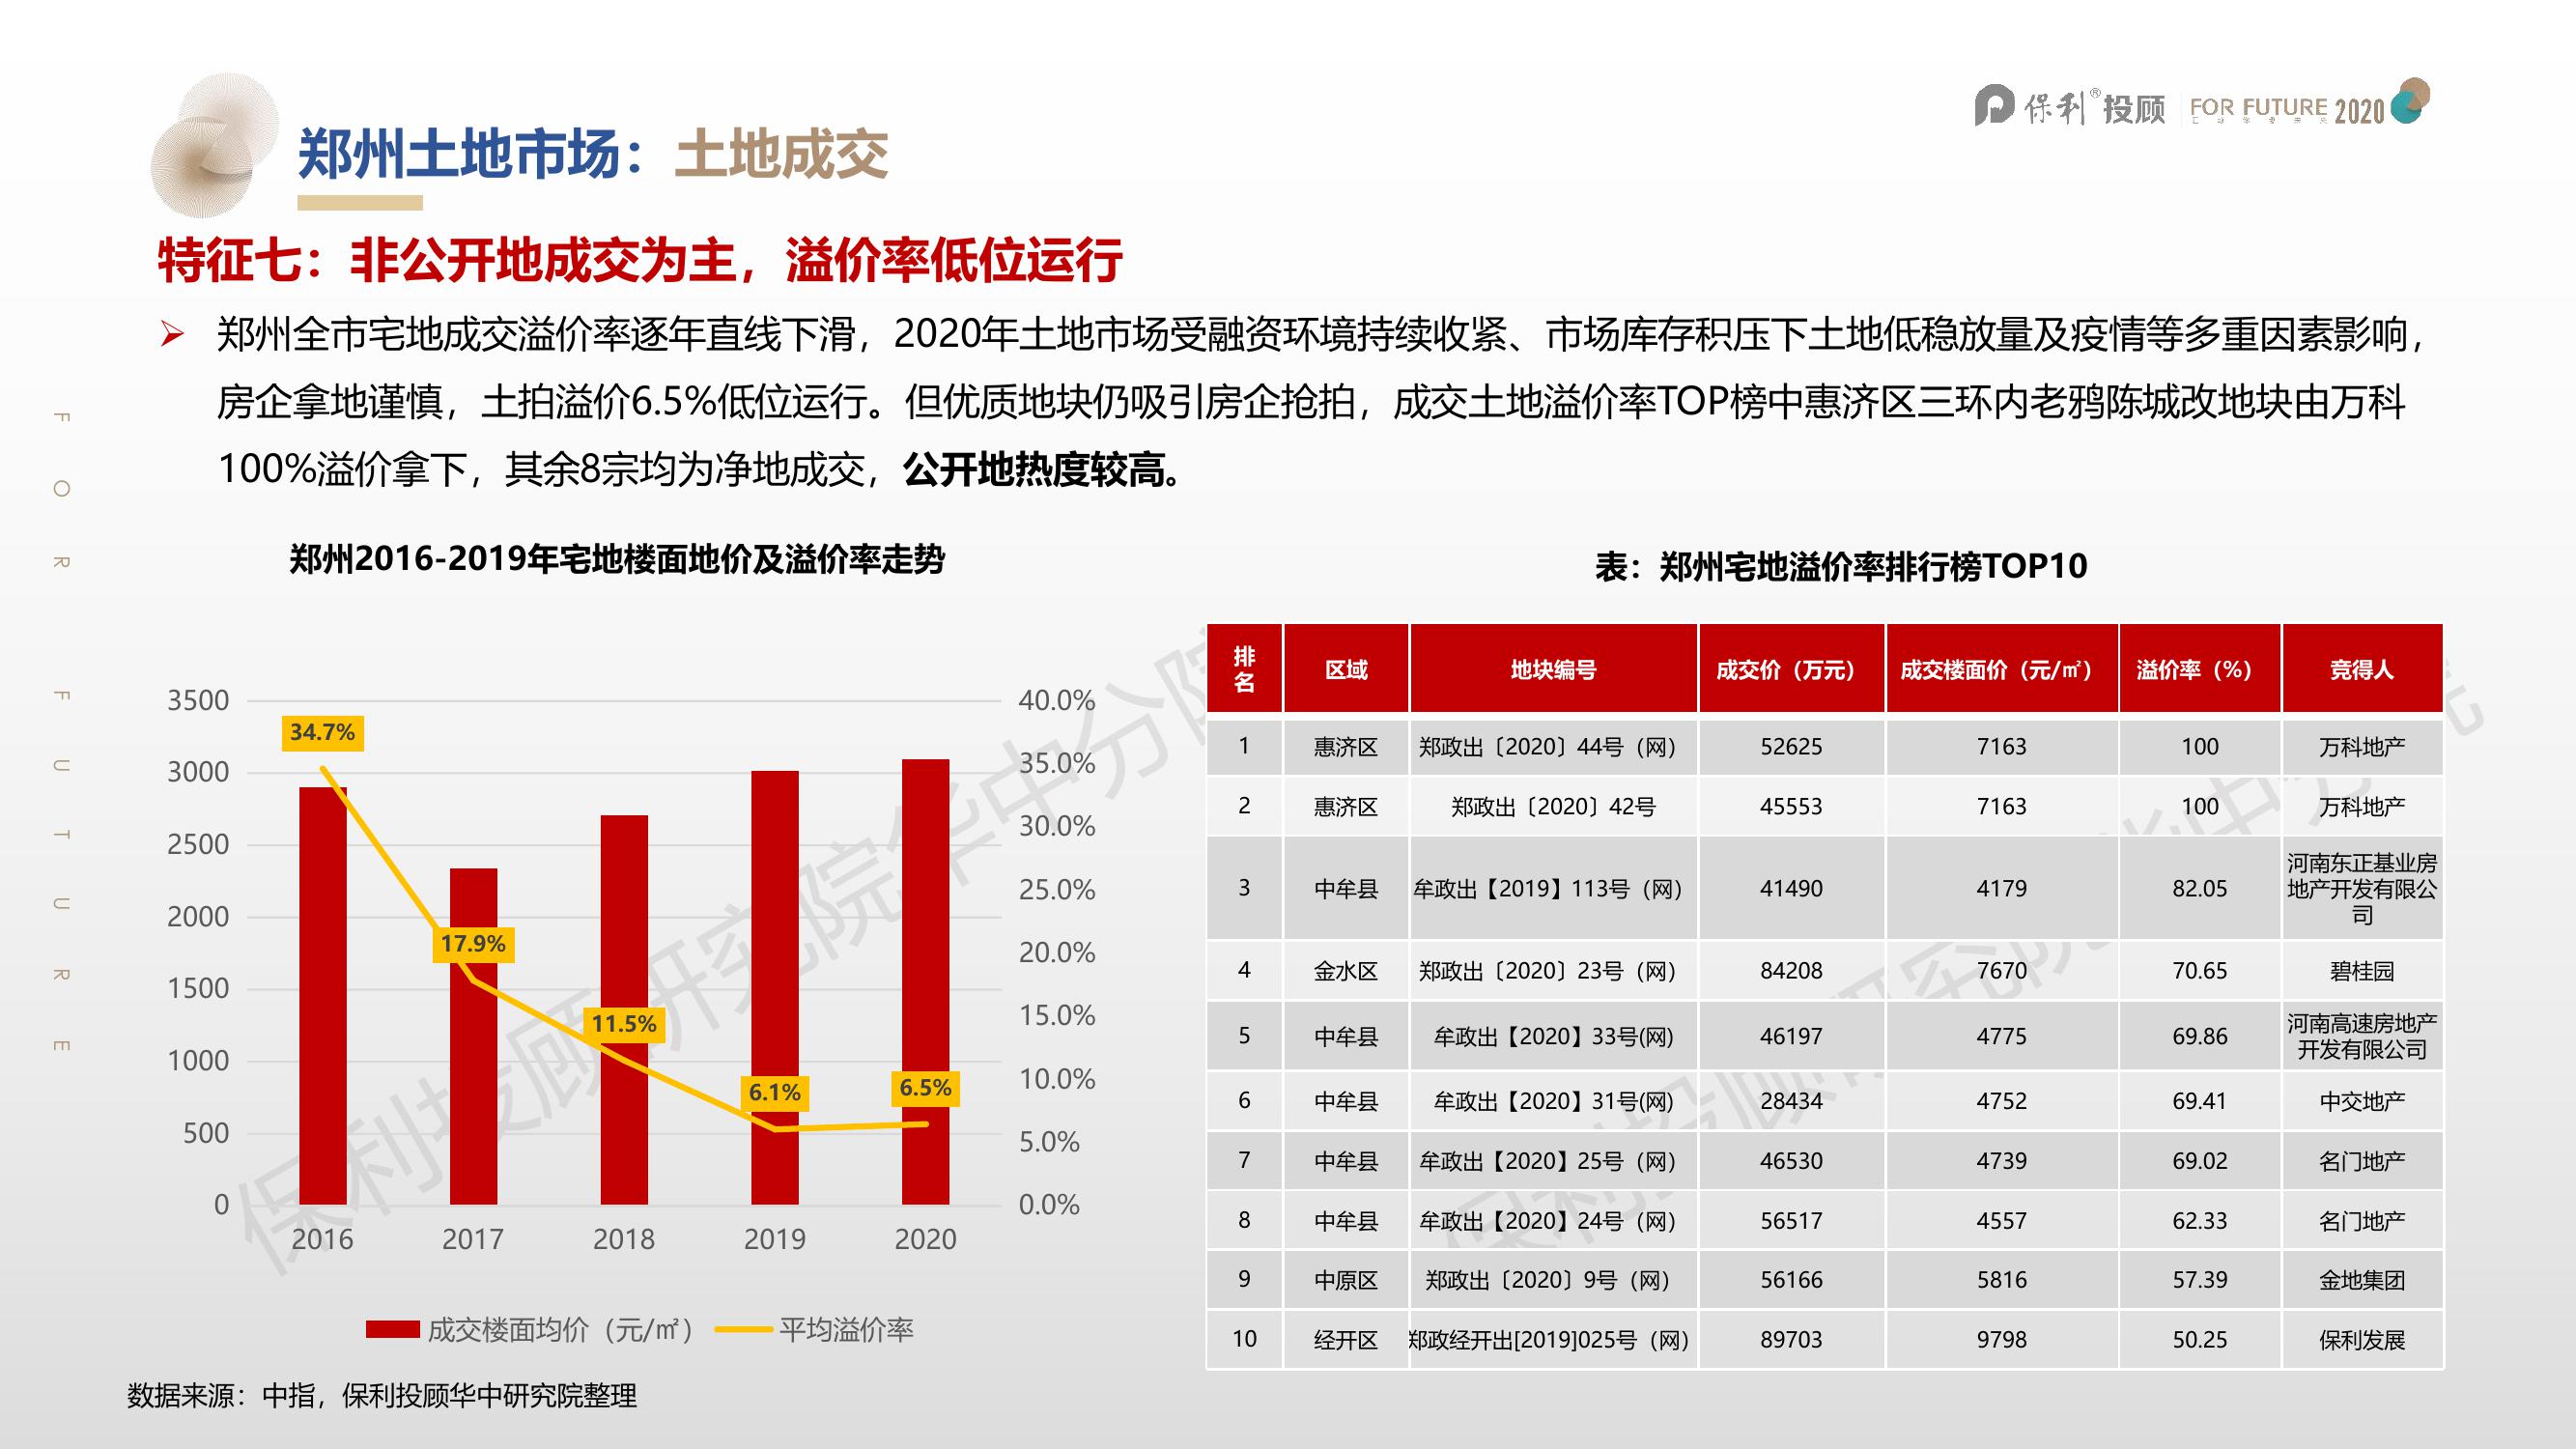 保利®投顾 FOR FUTURE 2020
郑州土地市场：土地成交
特征七：非公开地成交为主，溢价率低位运行
郑州全市宅地成交溢价率逐年直线下滑，2020年土地市场受融资环境持续收紧、市场库存积压下土地低稳放量及疫情等多重因素影响，
房企拿地谨慎，土拍溢价6.5%低位运行。但优质地块仍吸引房企抢拍，成交土地溢价率TOP榜中惠济区三环内老鸦陈城改地块由万科
100%溢价拿下，其余8宗均为净地成交，公开地热度较高。
FOR FUTURE
郑州2016-2019年宅地楼面地价及溢价率走势
3500
3000
2500
2000
1500
1000
500
0
40.0%
35.0%
30.0%
25.0%
20.0%
15.0%
10.0%
5.0%
0.0%
34.7%
17.9%
11.5%
6.1%
6.5%
2016 2017 2018 2019 2020
成交楼面均价（元/㎡） 平均溢价率
表：郑州宅地溢价率排行榜TOP10
排名 区域 地块编号 成交价（万元） 成交楼面价（元/㎡） 溢价率（%） 竞得人
1 惠济区 郑政出〔2020〕44号（网） 52625 7163 100 万科地产
2 惠济区 郑政出〔2020〕42号 45553 7163 100 万科地产
3 中牟县 牟政出【2019】113号（网） 41490 4179 82.05 河南东正基业房地产开发有限公司
4 金水区 郑政出〔2020〕23号（网） 84208 7670 70.65 碧桂园
5 中牟县 牟政出【2020】33号(网) 46197 4775 69.86 河南高速房地产开发有限公司
6 中牟县 牟政出【2020】31号(网) 28434 4752 69.41 中交地产
7 中牟县 牟政出【2020】25号（网） 46530 4739 69.02 名门地产
8 中牟县 牟政出【2020】24号（网） 56517 4557 62.33 名门地产
9 中原区 郑政出〔2020〕9号（网） 56166 5816 57.39 金地集团
10 经开区 郑政经开出[2019]025号（网） 89703 9798 50.25 保利发展
数据来源：中指，保利投顾华中研究院整理
保利投顾研究院华中分院
保利投顾研究院华中分院